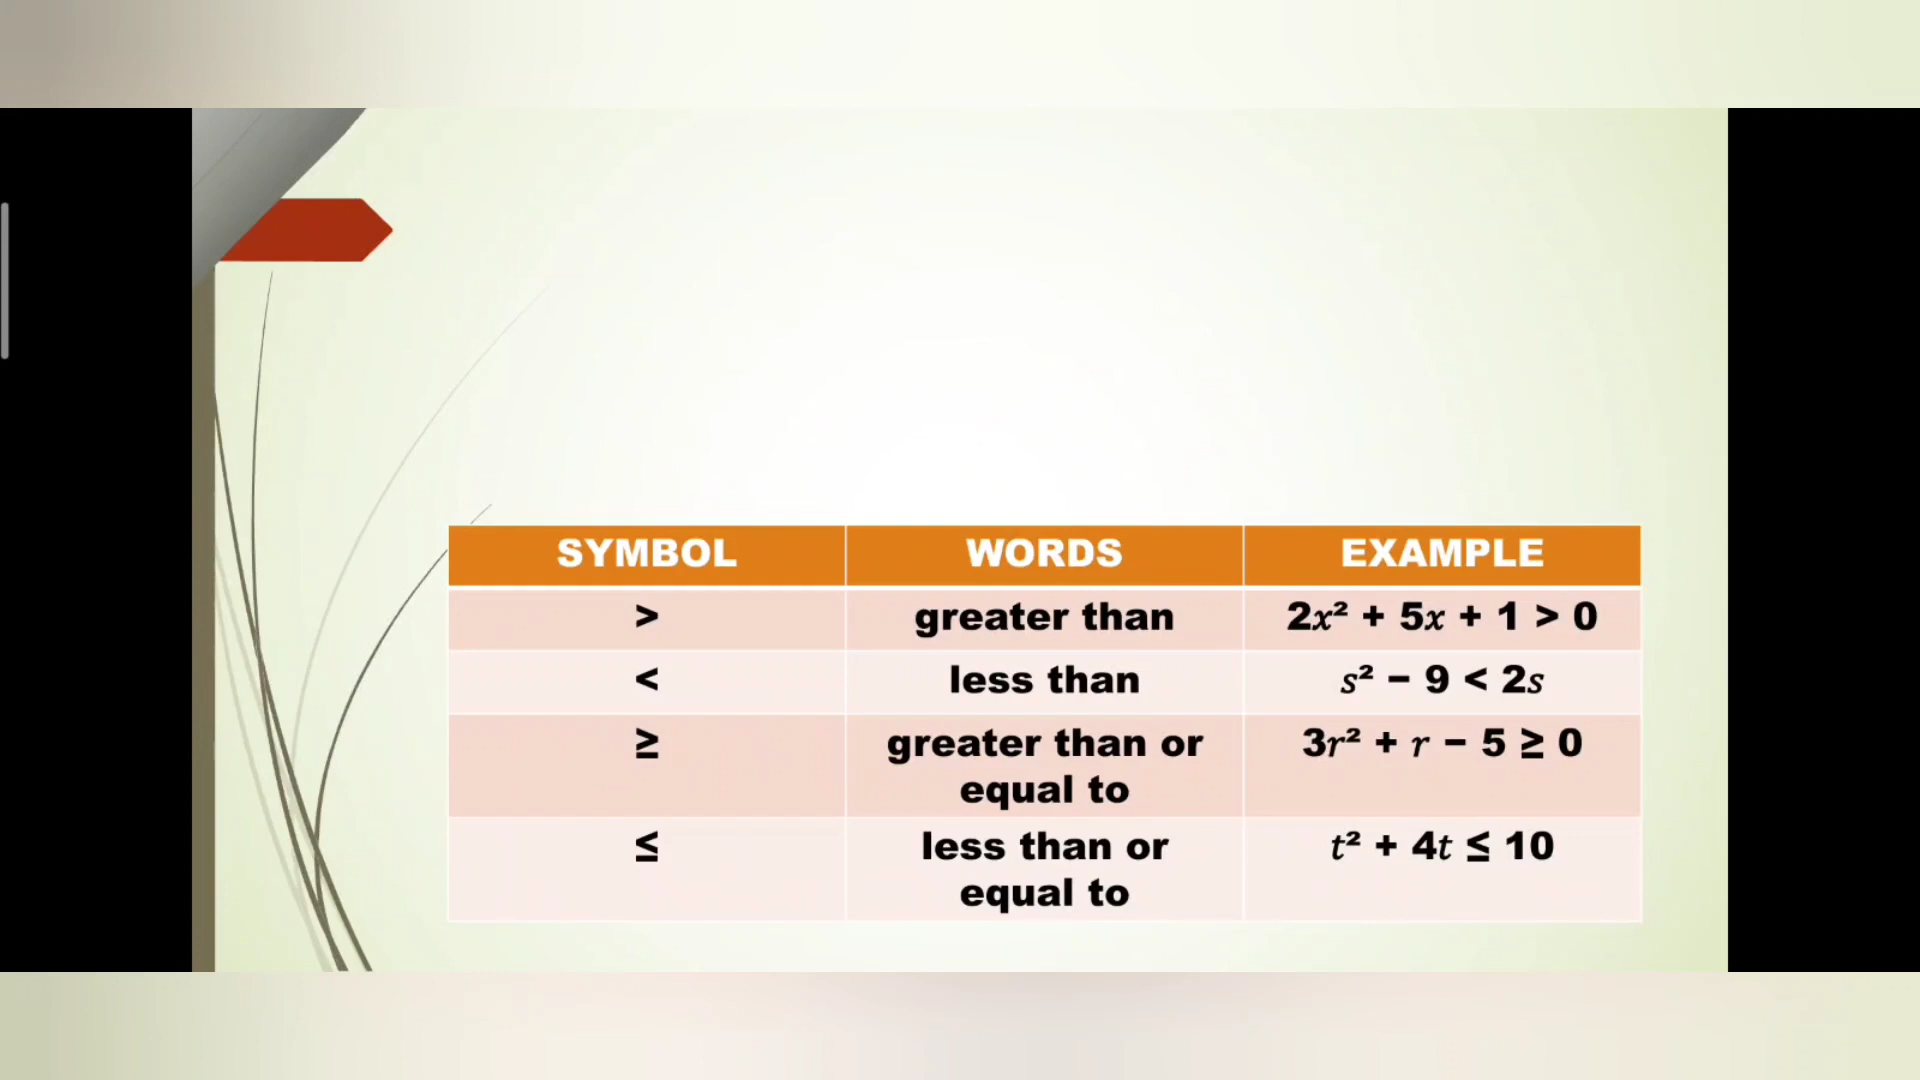 SYMBOL WORDS EXAMPLE
> greater than 2x² + 5x + 1 > 0
< less than s² − 9 < 2s
≥ greater than or equal to 3r² + r − 5 ≥ 0
≤ less than or equal to t² + 4t ≤ 10